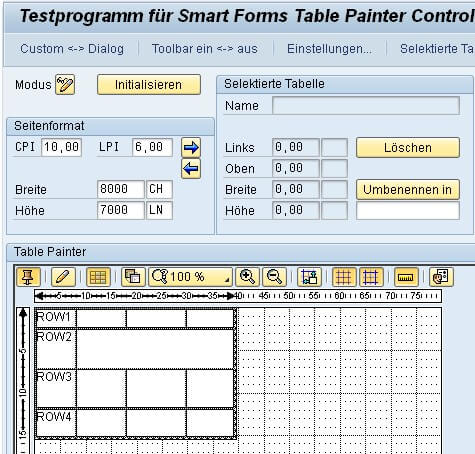 Testprogramm für Smart Forms Table Painter Control
Custom <-> Dialog Toolbar ein <-> aus Einstellungen... Selektierte Ta
Modus Initialisieren
Selektierte Tabelle
Name
Seitenformat
CPI 10,00 LPI 6,00
Breite 8000 CH
Höhe 7000 LN
Links 0,00 Löschen
Oben 0,00
Breite 0,00 Umbenennen in
Höhe 0,00
Table Painter
100 %
5 10 15 20 25 30 35 40 45 50 55 60 65 70 75
ROW1
ROW2
5
ROW3
10
ROW4
15